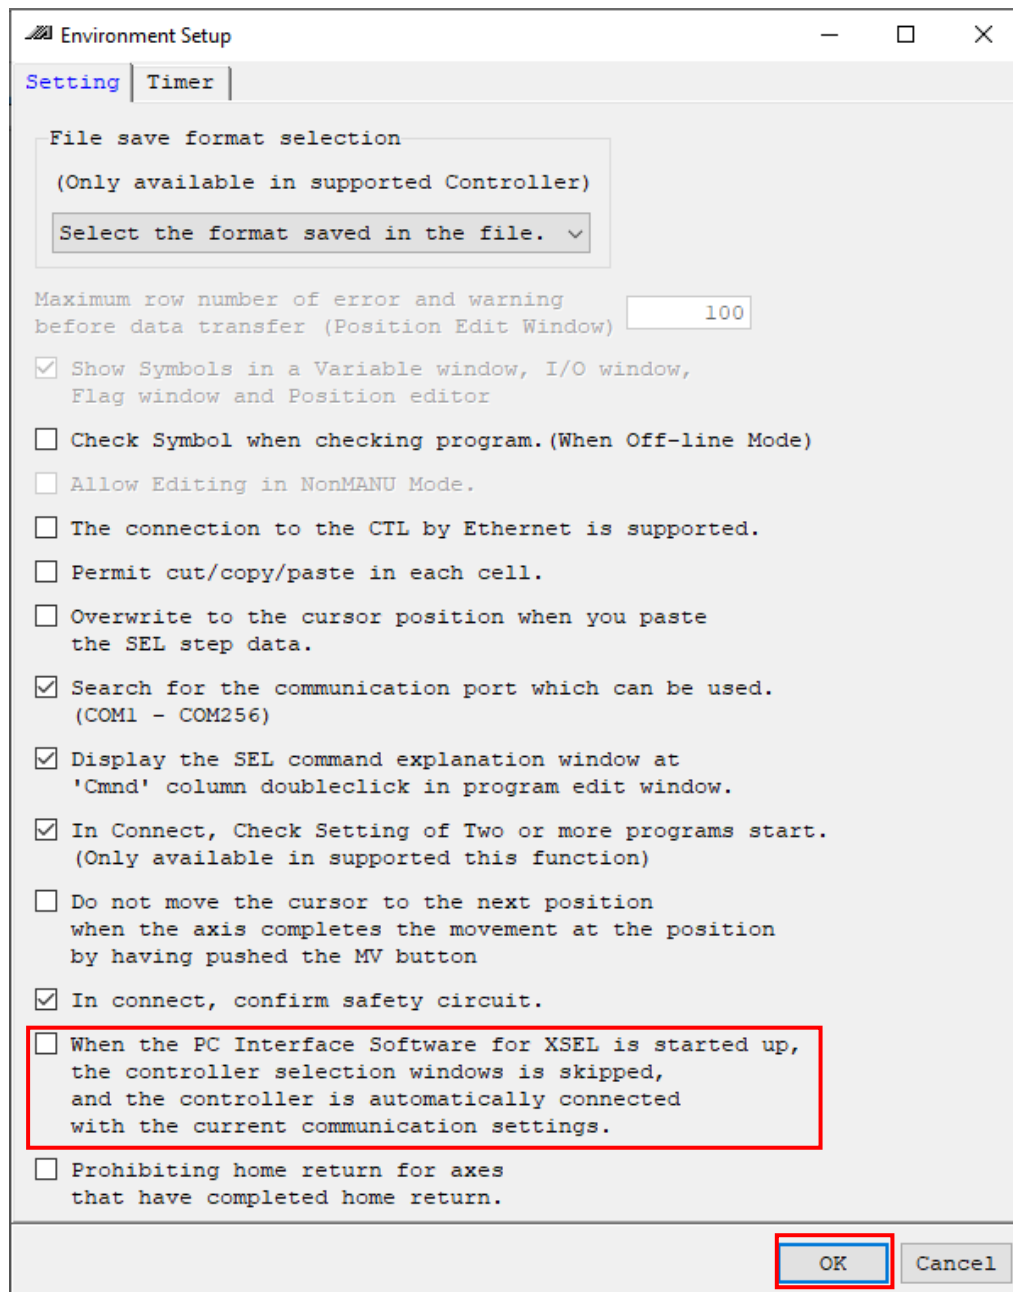 Environment Setup
Setting
Timer
File save format selection
(Only available in supported Controller)
Select the format saved in the file.
Maximum row number of error and warning
before data transfer (Position Edit Window)
100
Show Symbols in a Variable window, I/O window,
Flag window and Position editor
Check Symbol when checking program.(When Off-line Mode)
Allow Editing in NonMANU Mode.
The connection to the CTL by Ethernet is supported.
Permit cut/copy/paste in each cell.
Overwrite to the cursor position when you paste
the SEL step data.
Search for the communication port which can be used.
(COM1 - COM256)
Display the SEL command explanation window at
'Cmnd' column doubleclick in program edit window.
In Connect, Check Setting of Two or more programs start.
(Only available in supported this function)
Do not move the cursor to the next position
when the axis completes the movement at the position
by having pushed the MV button
In connect, confirm safety circuit.
When the PC Interface Software for XSEL is started up,
the controller selection windows is skipped,
and the controller is automatically connected
with the current communication settings.
Prohibiting home return for axes
that have completed home return.
OK
Cancel